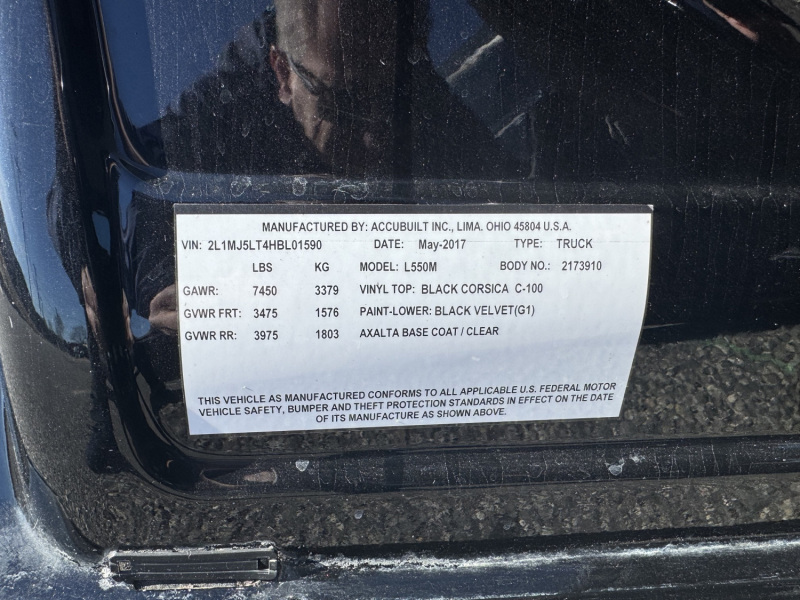 MANUFACTURED BY: ACCUBUILT INC., LIMA. OHIO 45804 U.S.A.
VIN: 2L1MJ5LT4HBL01590 DATE: May-2017 TYPE: TRUCK
LBS KG MODEL: L550M BODY NO.: 2173910
GAWR: 7450 3379 VINYL TOP: BLACK CORSICA C-100
GVWR FRT: 3475 1576 PAINT-LOWER: BLACK VELVET(G1)
GVWR RR: 3975 1803 AXALTA BASE COAT / CLEAR
THIS VEHICLE AS MANUFACTURED CONFORMS TO ALL APPLICABLE U.S. FEDERAL MOTOR
VEHICLE SAFETY, BUMPER AND THEFT PROTECTION STANDARDS IN EFFECT ON THE DATE
OF ITS MANUFACTURE AS SHOWN ABOVE.